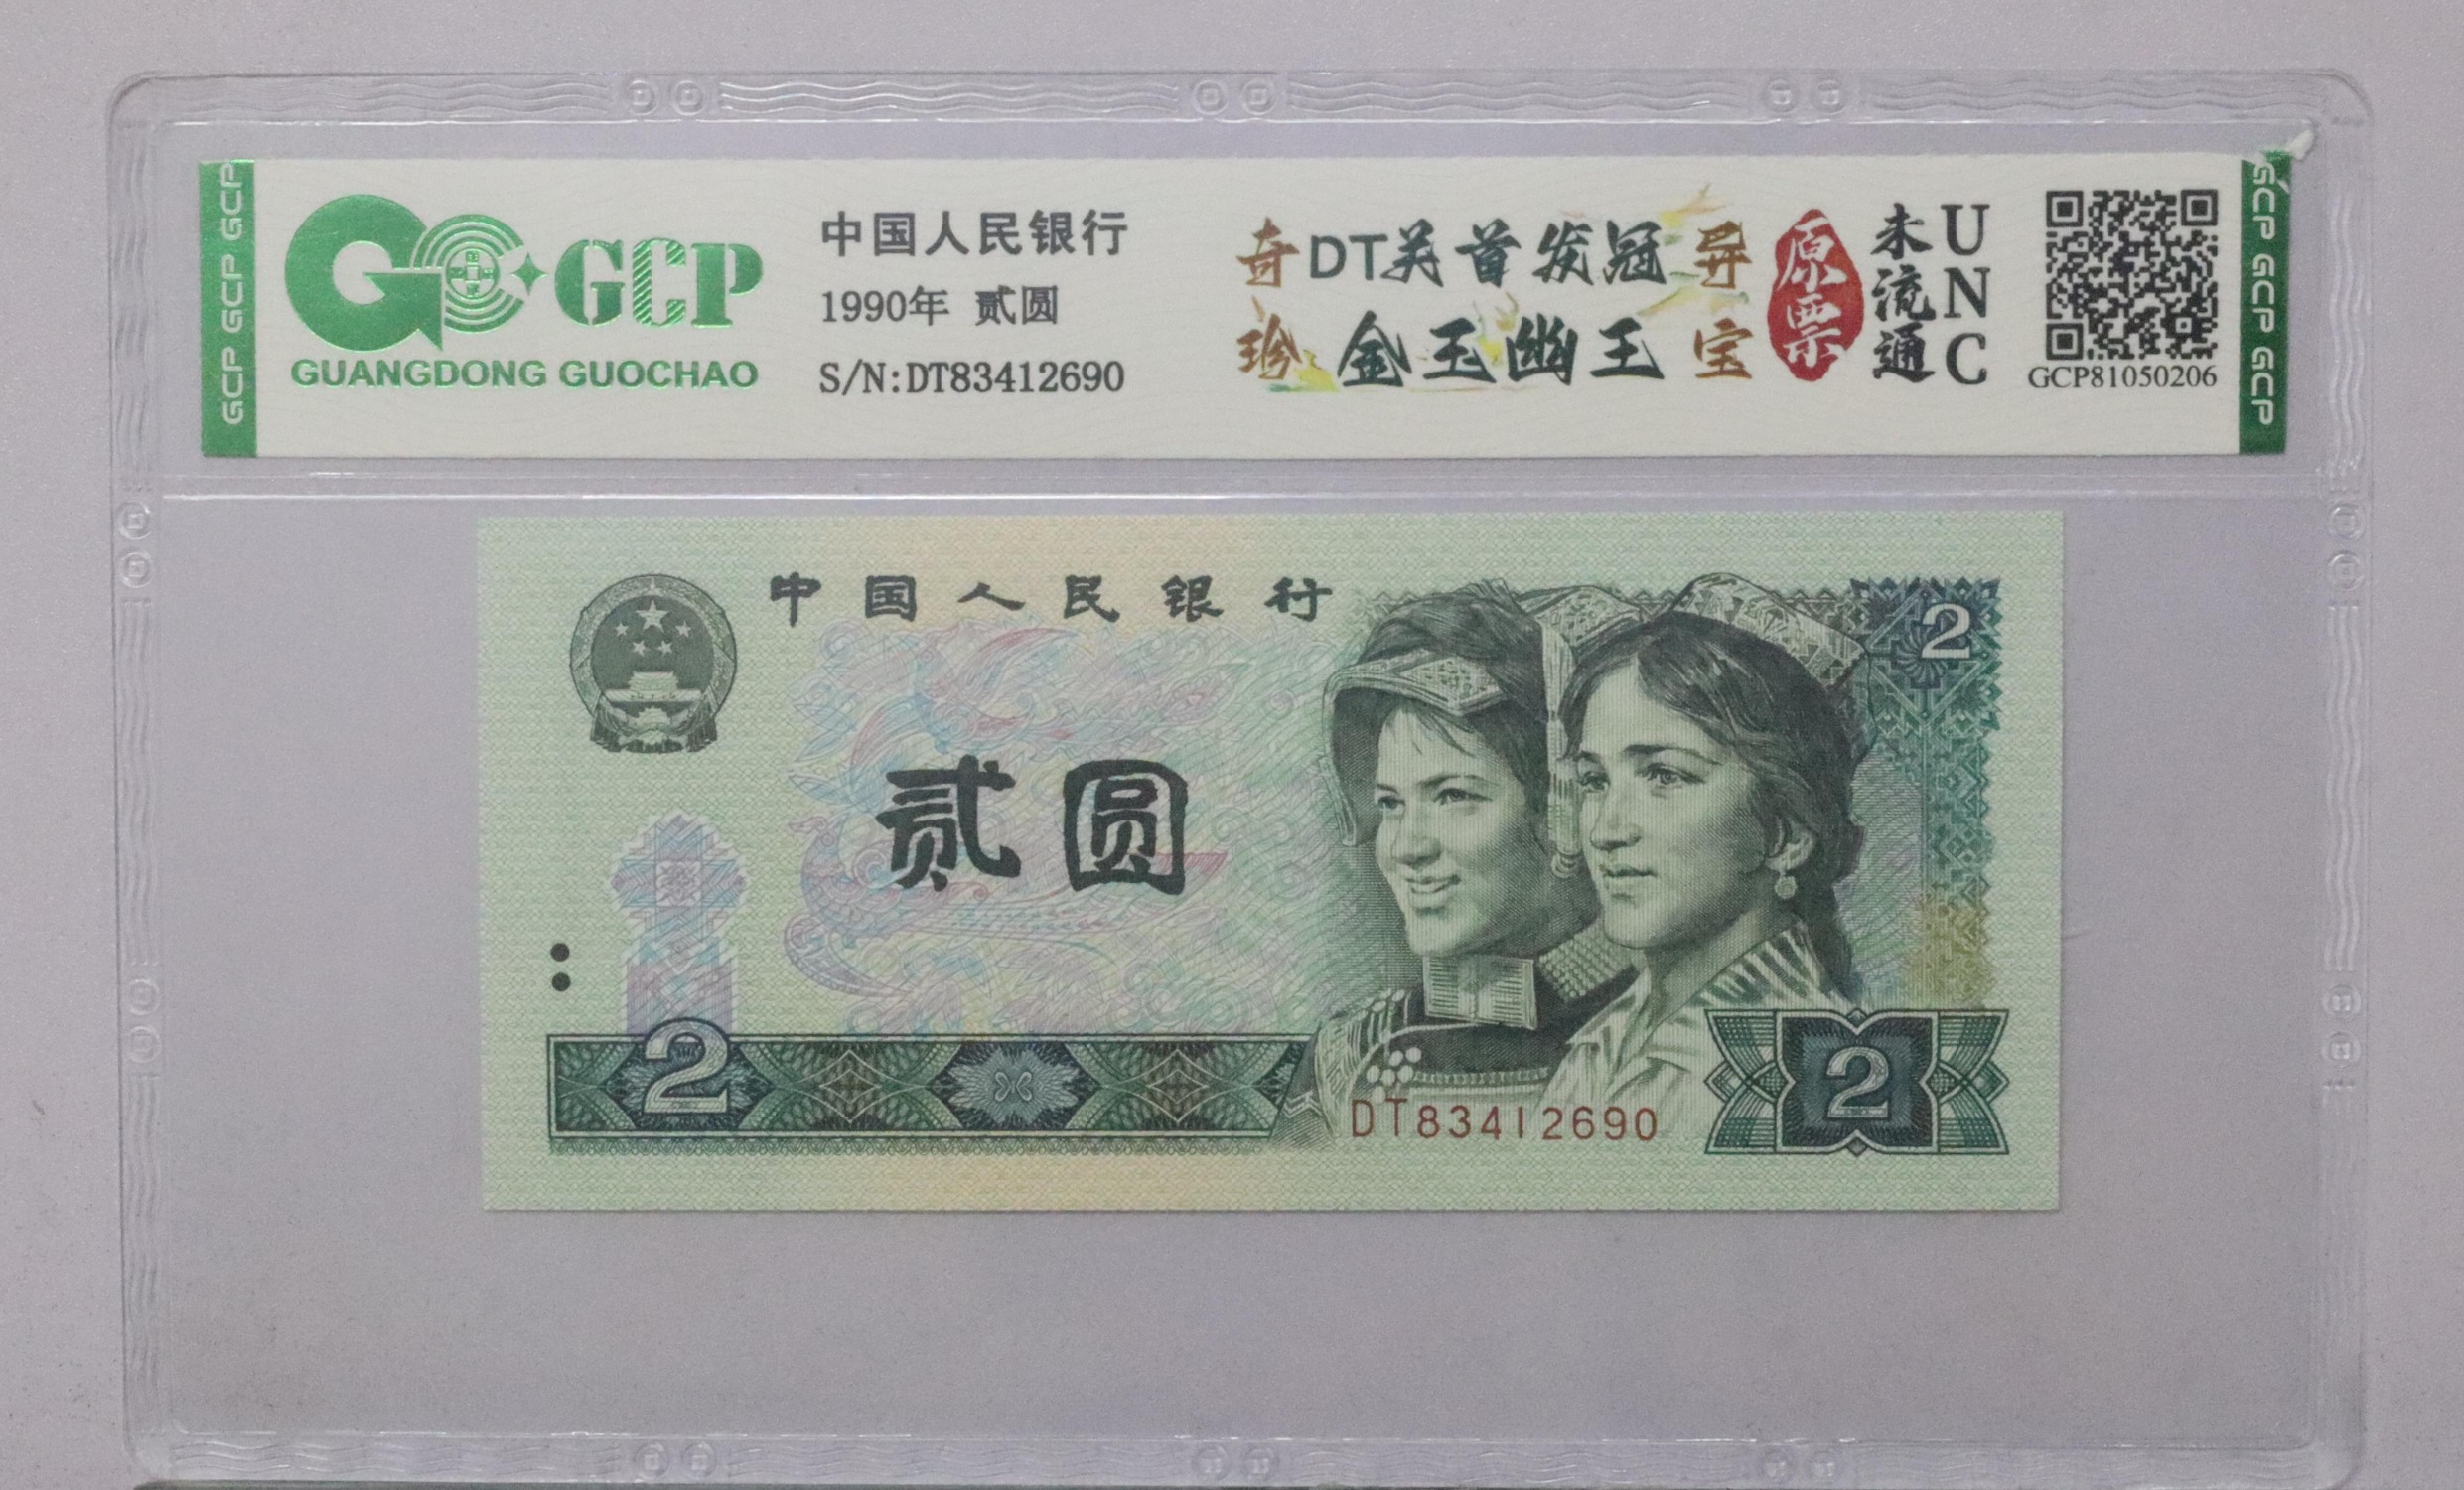 GCP GCP GCP
GCP
GUANGDONG GUOCHAO
中国人民银行
1990年 贰圆
S/N:DT83412690
奇珍
DT关首发冠
金玉幽王
异宝
原票
未流通
UNC
GCP81050206
GCP GCP GCP
中国人民银行
2
贰圆
2
2
DT83412690